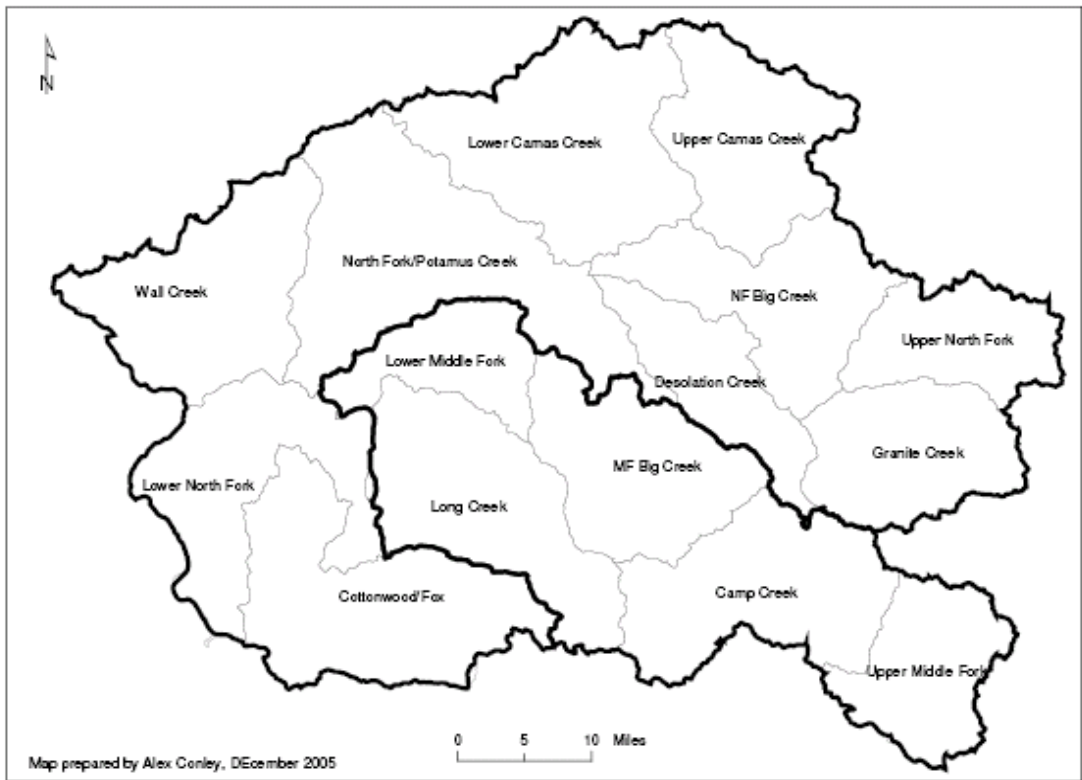 N
Lower Camas Creek
Upper Camas Creek
North Fork/Potamus Creek
Wall Creek
NF Big Creek
Upper North Fork
Lower Middle Fork
Desolation Creek
Granite Creek
MF Big Creek
Lower North Fork
Long Creek
Cottonwood/Fox
Camp Creek
Upper Middle Fork
0 5 10 Miles
Map prepared by Alex Conley, DEcember 2005